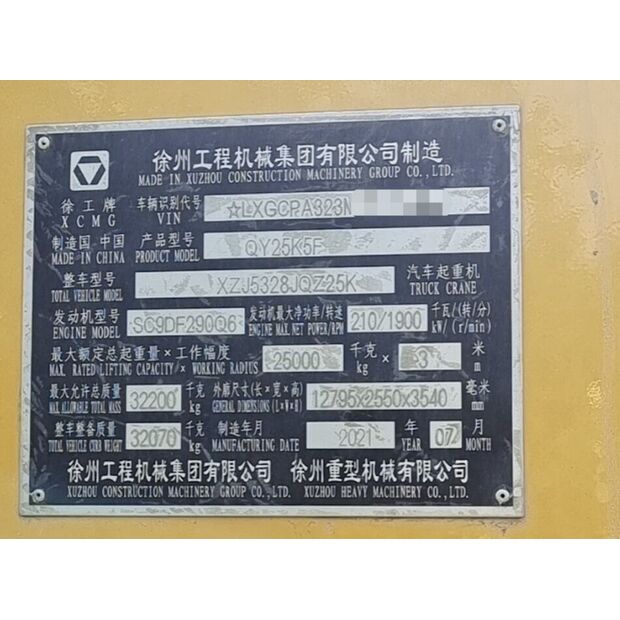 徐州工程机械集团有限公司制造
MADE IN XUZHOU CONSTRUCTION MACHINERY GROUP CO., LTD.
徐工牌 车辆识别代号 ☆LXGCPA323
XCMG VIN
制造国 中国 产品型号 QY25K5F
MADE IN CHINA PRODUCT MODEL
整车型号 XZJ5328JQZ25K 汽车起重机
TOTAL VEHICLE MODEL TRUCK CRANE
发动机型号 SC9DF290Q6 发动机最大净功率/转速 210/1900 千瓦/(转/分)
ENGINE MODEL ENGINE MAX.NET POWER/RPM kW/(r/min)
最大额定总起重量×工作幅度 25000 千克 × 3 米
MAX. RATED LIFTING CAPACITY × WORKING RADIUS kg m
最大允许总质量 32200 千克 外廓尺寸(长×宽×高) 12795x2550x3540 毫米
MAX ALLOWABLE TOTAL MASS kg GENERAL DIMENSIONS (L×W×H) mm
整车整备质量 32070 千克 制造年月 2021 年 07 月
TOTAL VEHICLE CURB WEIGHT kg MANUFACTURING DATE YEAR MONTH
徐州工程机械集团有限公司 徐州重型机械有限公司
XUZHOU CONSTRUCTION MACHINERY GROUP CO., LTD. XUZHOU HEAVY MACHINERY CO., LTD.